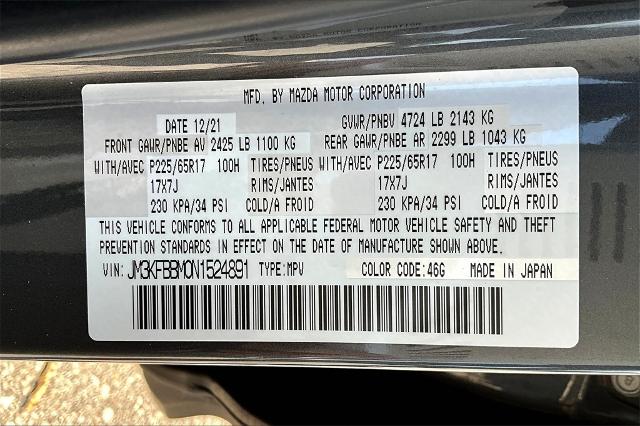 MFD. BY MAZDA MOTOR CORPORATION
DATE 12/21 GVWR/PNBV 4724 LB 2143 KG
FRONT GAWR/PNBE AV 2425 LB 1100 KG REAR GAWR/PNBE AR 2299 LB 1043 KG
WITH/AVEC P225/65R17 100H TIRES/PNEUS WITH/AVEC P225/65R17 100H TIRES/PNEUS
17X7J RIMS/JANTES 17X7J RIMS/JANTES
230 KPA/34 PSI COLD/A FROID 230 KPA/34 PSI COLD/A FROID
THIS VEHICLE CONFORMS TO ALL APPLICABLE FEDERAL MOTOR VEHICLE SAFETY AND THEFT
PREVENTION STANDARDS IN EFFECT ON THE DATE OF MANUFACTURE SHOWN ABOVE.
VIN: JM3KFBBM0N1524891 TYPE:MPV COLOR CODE:46G MADE IN JAPAN